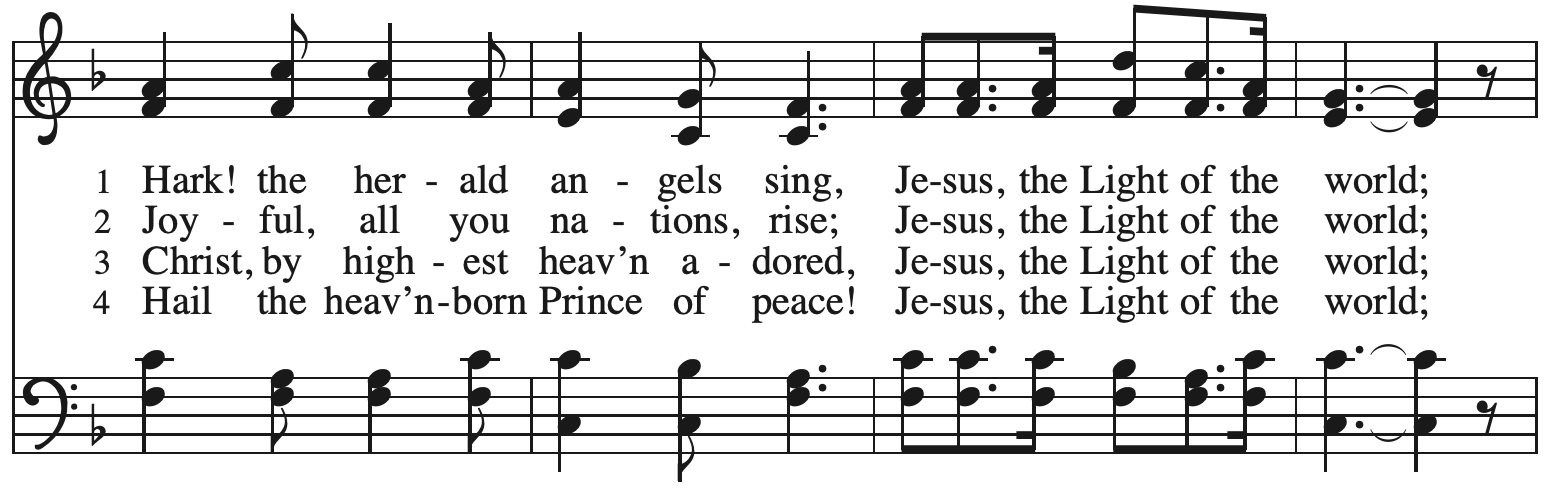 1 Hark! the her - ald an - gels sing, Je-sus, the Light of the world;
2 Joy - ful, all you na - tions, rise; Je-sus, the Light of the world;
3 Christ, by high - est heav’n a - dored, Je-sus, the Light of the world;
4 Hail the heav’n-born Prince of peace! Je-sus, the Light of the world;